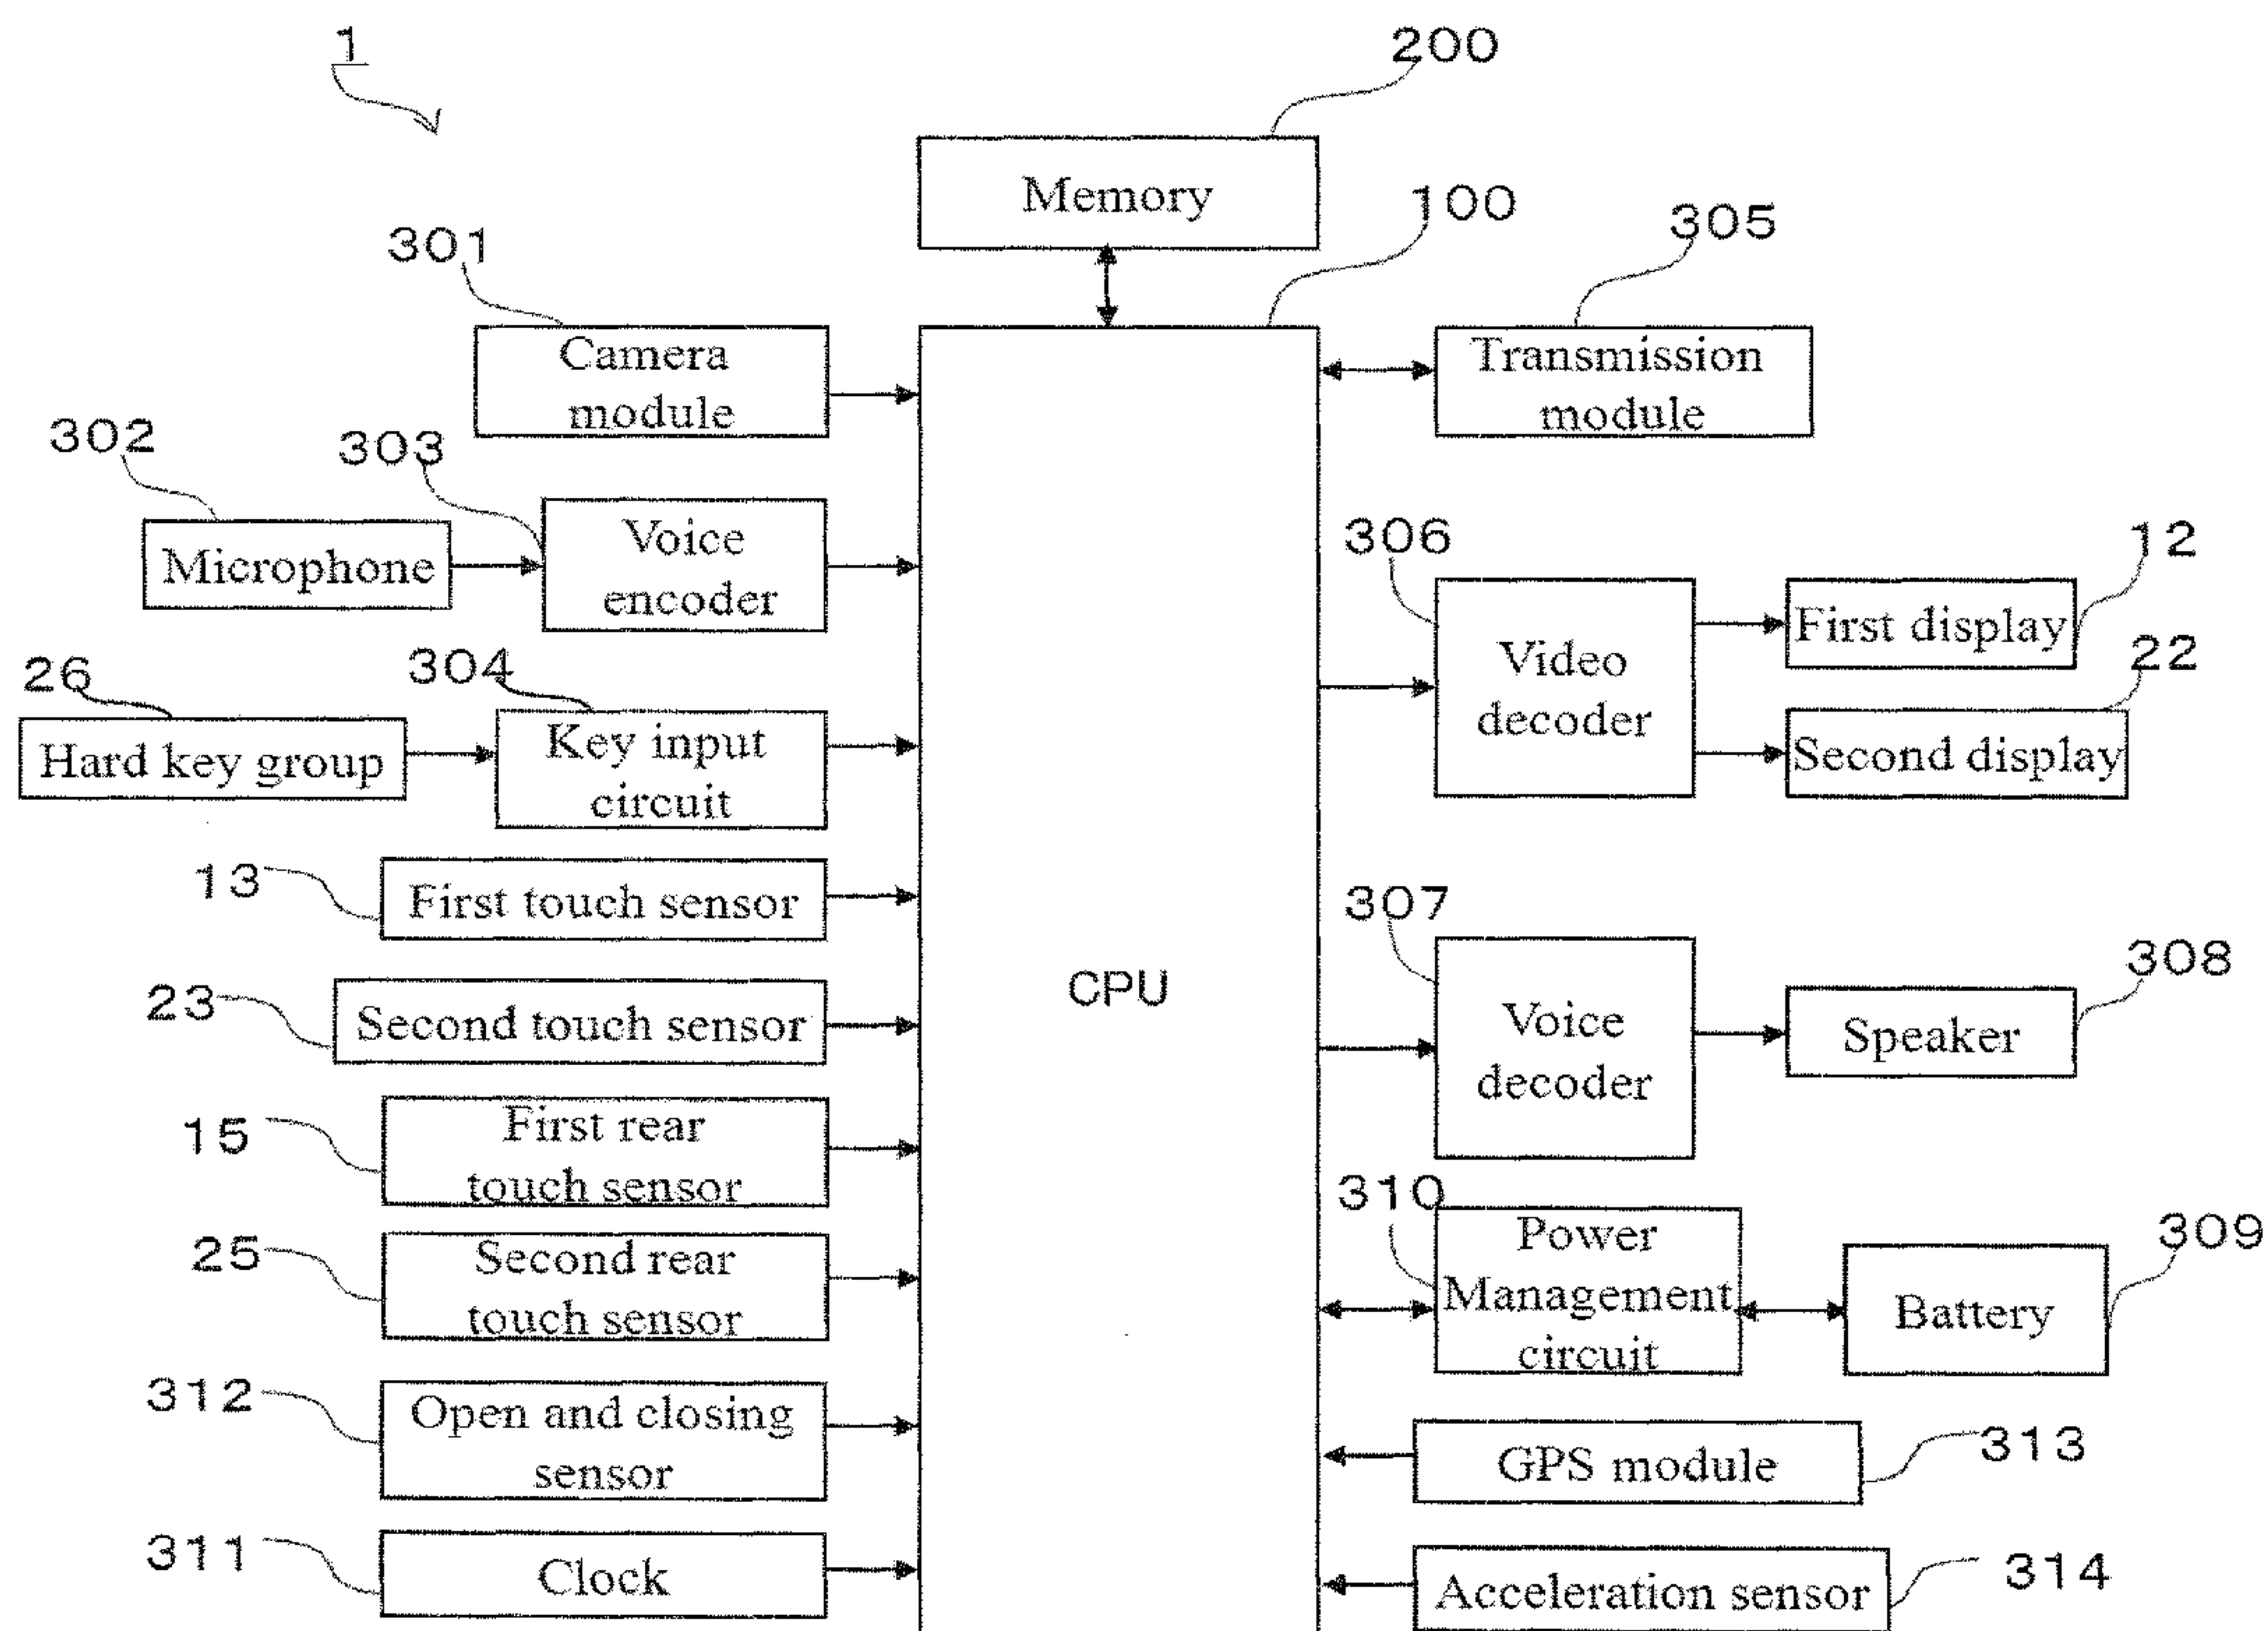 1
200
Memory
100
301
305
Camera
module
Transmission
module
302
303
Microphone
Voice
encoder
306
12
First display
Video
decoder
22
Second display
26
304
Hard key group
Key input
circuit
13
First touch sensor
307
CPU
23
Second touch sensor
Voice
decoder
308
Speaker
15
First rear
touch sensor
310
Power
Management
circuit
309
Battery
25
Second rear
touch sensor
312
Open and closing
sensor
GPS module
313
311
Clock
Acceleration sensor
314